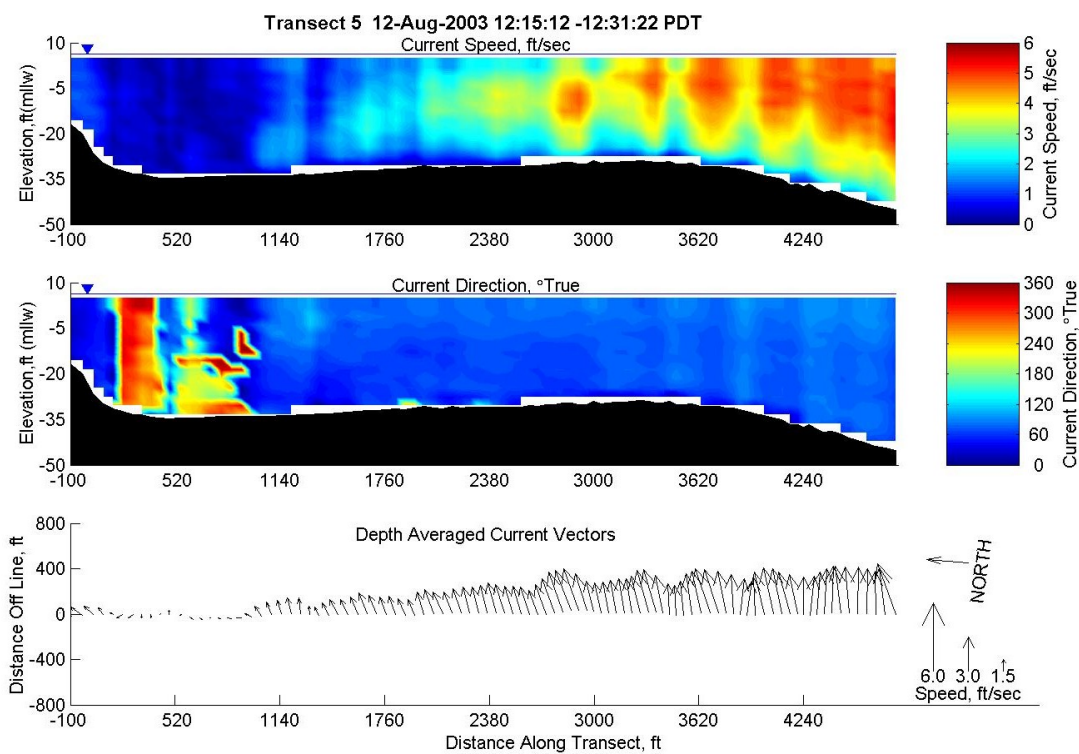 Transect 5 12-Aug-2003 12:15:12 -12:31:22 PDT
Current Speed, ft/sec
Elevation,ft(mllw)
10
-5
-20
-35
-50
-100 520 1140 1760 2380 3000 3620 4240
6
5
4
3
2
1
0
Current Speed, ft/sec
Current Direction, °True
Elevation,ft (mllw)
10
-5
-20
-35
-50
-100 520 1140 1760 2380 3000 3620 4240
360
300
240
180
120
60
0
Current Direction, °True
Depth Averaged Current Vectors
Distance Off Line, ft
800
400
0
-400
-800
-100 520 1140 1760 2380 3000 3620 4240
Distance Along Transect, ft
NORTH
6.0 3.0 1.5
Speed, ft/sec